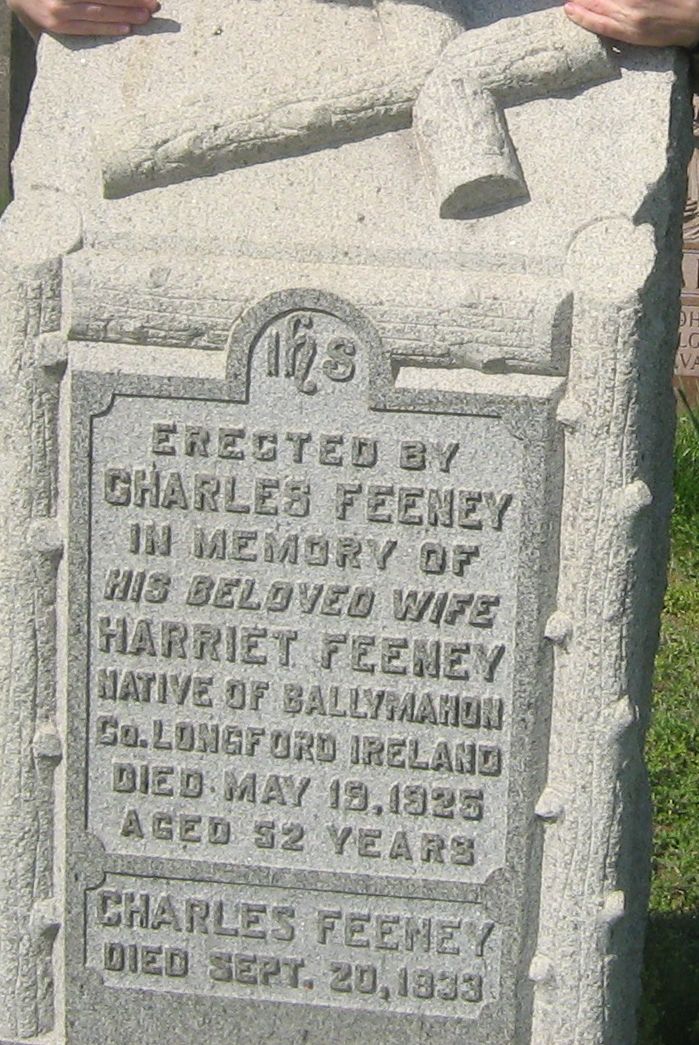 IHS
ERECTED BY
CHARLES FEENEY
IN MEMORY OF
HIS BELOVED WIFE
HARRIET FEENEY
NATIVE OF BALLYMAHON
Co. LONGFORD IRELAND
DIED MAY 19, 1925
AGED 52 YEARS
CHARLES FEENEY
DIED SEPT. 20, 1933